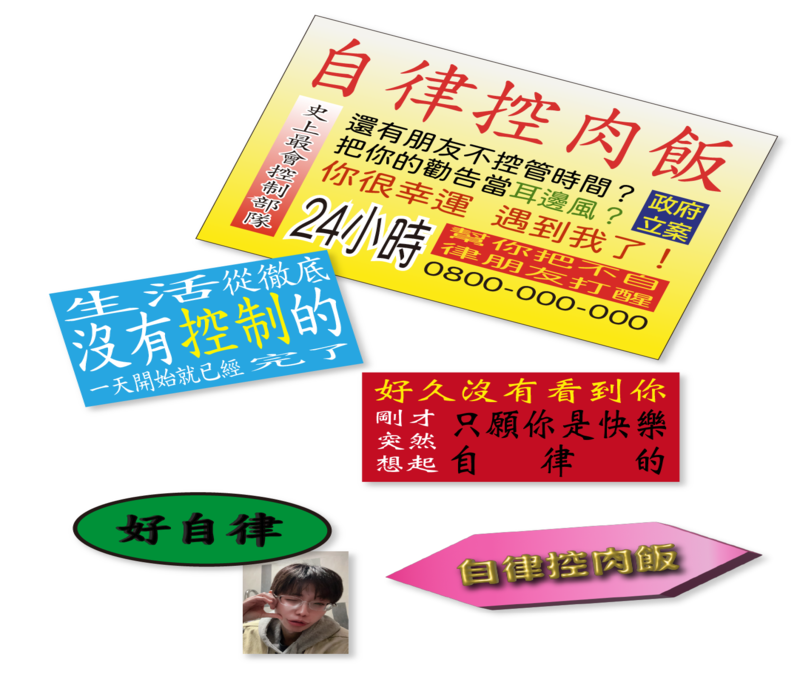 自律控肉飯
史上最會控制部隊
還有朋友不控管時間？
把你的勸告當耳邊風？
你很幸運 遇到我了！
政府
立案
24小時
幫你把不自
律朋友打醒
0800-000-000
生活從徹底
沒有控制的
一天開始就已經完了
好久沒有看到你
剛才
突然
想起
只願你是快樂
自律的
好自律
自律控肉飯